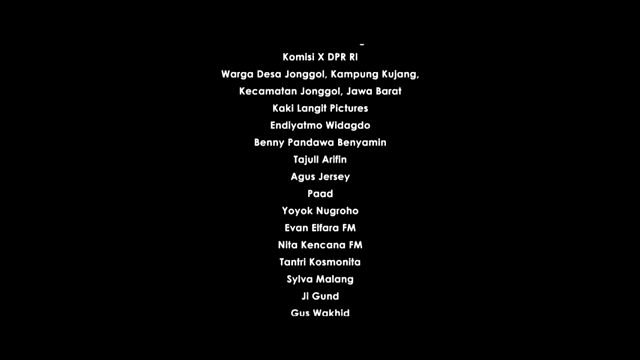 Komisi X DPR RI
Warga Desa Jonggol, Kampung Kujang,
Kecamatan Jonggol, Jawa Barat
Kaki Langit Pictures
Endiyatmo Widagdo
Benny Pandawa Benyamin
Tajull Arifin
Agus Jersey
Paad
Yoyok Nugroho
Evan Elfara FM
Nita Kencana FM
Tantri Kosmonita
Sylva Malang
Ji Gund
Gus Wakhid